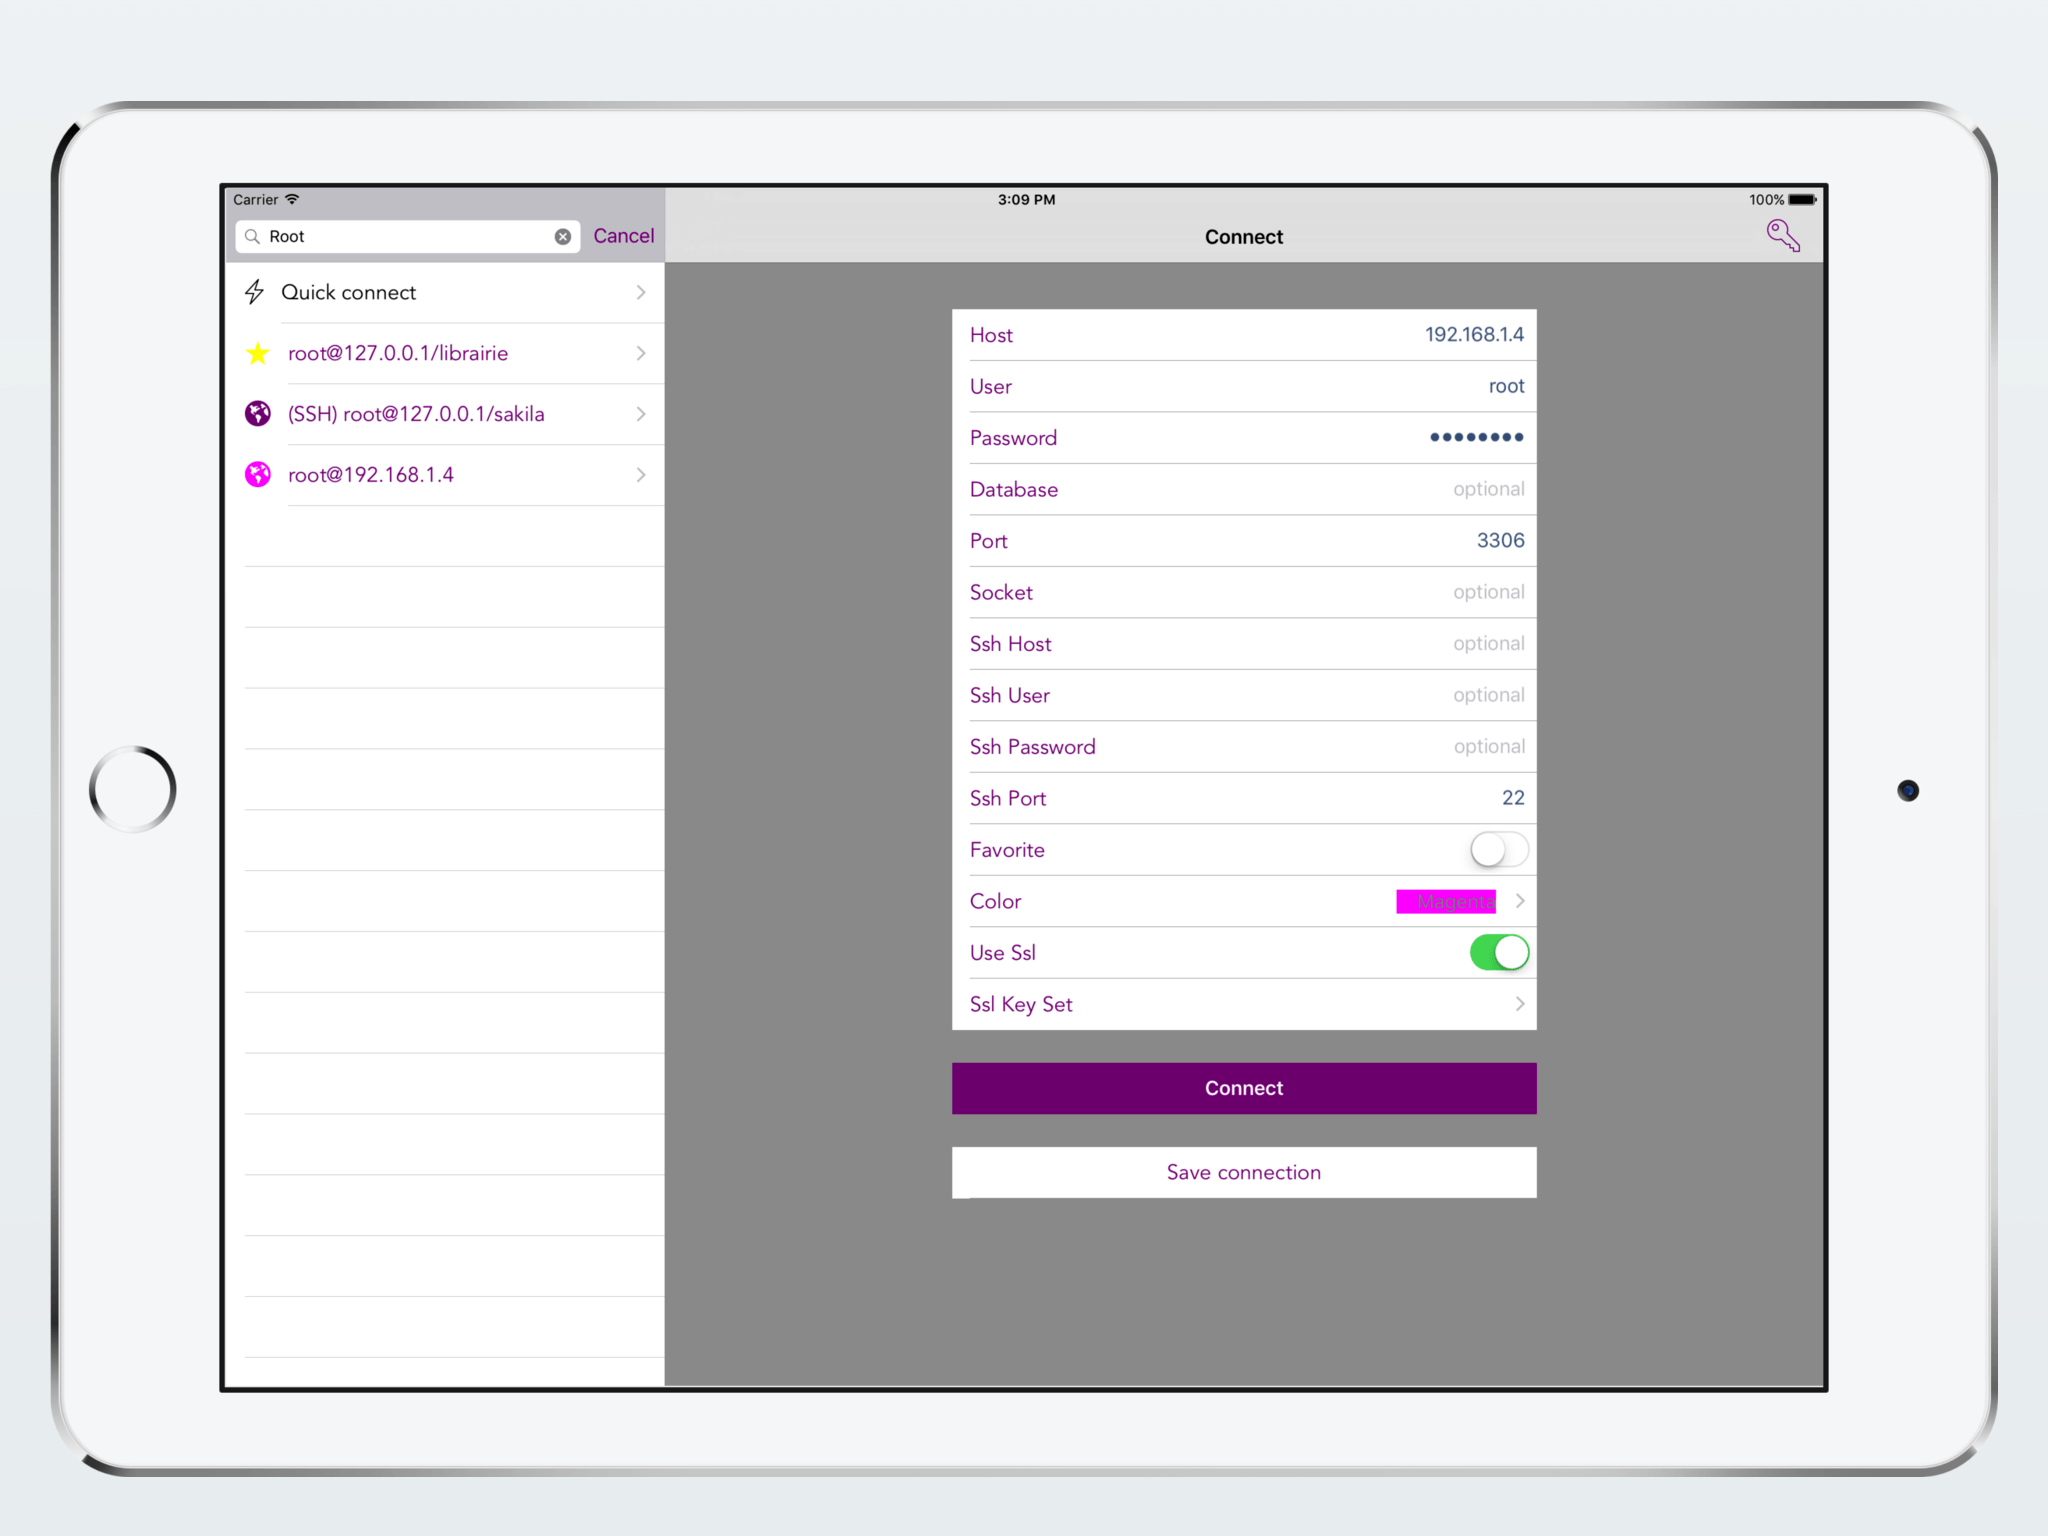 Carrier
3:09 PM
100%
Root
Cancel
Connect
Quick connect
root@127.0.0.1/librairie
(SSH) root@127.0.0.1/sakila
root@192.168.1.4
Host 192.168.1.4
User root
Password ••••••••
Database optional
Port 3306
Socket optional
Ssh Host optional
Ssh User optional
Ssh Password optional
Ssh Port 22
Favorite
Color Magenta
Use Ssl
Ssl Key Set
Connect
Save connection